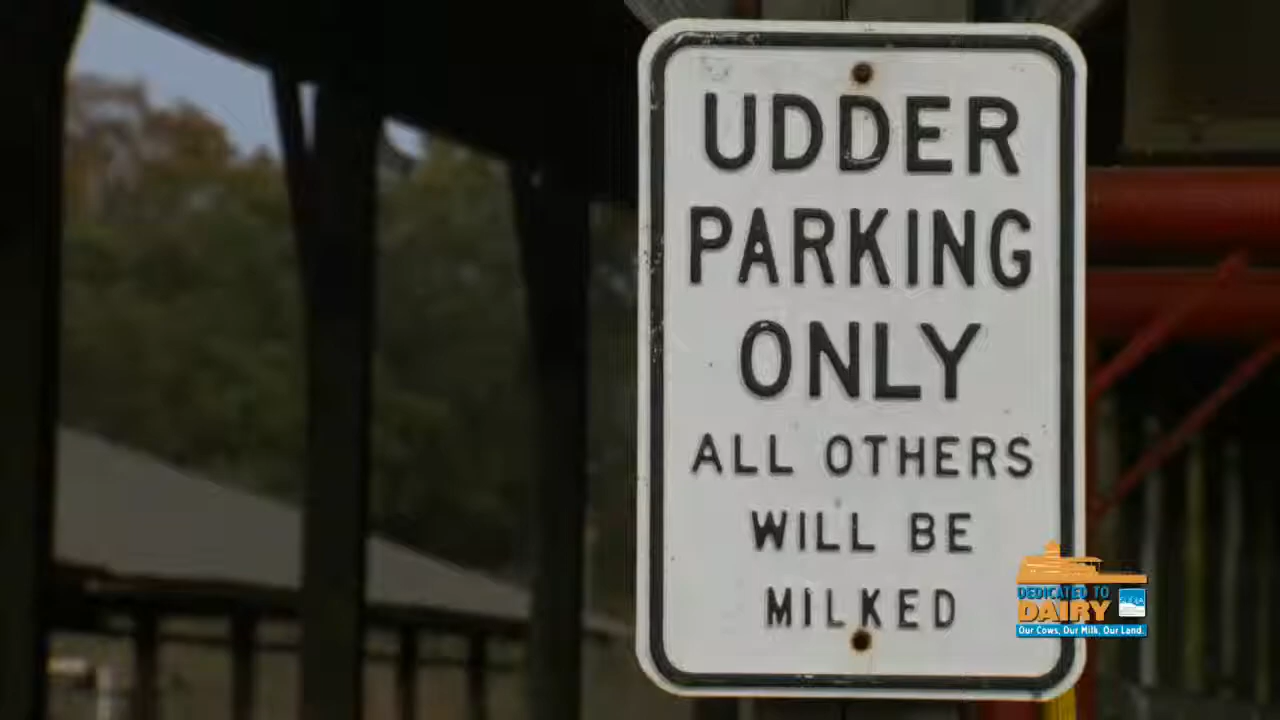 UDDER
PARKING
ONLY
ALL OTHERS
WILL BE
MILKED
DEDICATED TO
DAIRY
Our Cows, Our Milk, Our Land.